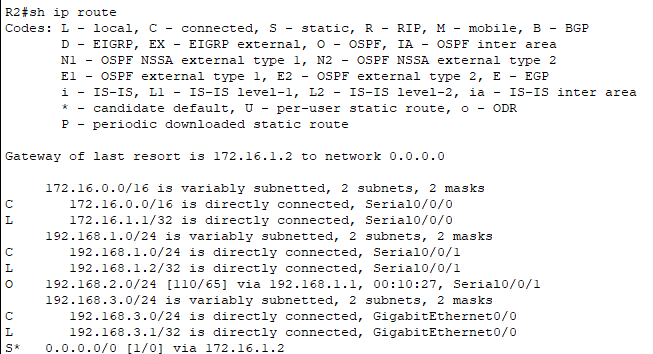 R2#sh ip route
Codes: L - local, C - connected, S - static, R - RIP, M - mobile, B - BGP
       D - EIGRP, EX - EIGRP external, O - OSPF, IA - OSPF inter area
       N1 - OSPF NSSA external type 1, N2 - OSPF NSSA external type 2
       E1 - OSPF external type 1, E2 - OSPF external type 2, E - EGP
       i - IS-IS, L1 - IS-IS level-1, L2 - IS-IS level-2, ia - IS-IS inter area
       * - candidate default, U - per-user static route, o - ODR
       P - periodic downloaded static route

Gateway of last resort is 172.16.1.2 to network 0.0.0.0

     172.16.0.0/16 is variably subnetted, 2 subnets, 2 masks
C       172.16.0.0/16 is directly connected, Serial0/0/0
L       172.16.1.1/32 is directly connected, Serial0/0/0
     192.168.1.0/24 is variably subnetted, 2 subnets, 2 masks
C       192.168.1.0/24 is directly connected, Serial0/0/1
L       192.168.1.2/32 is directly connected, Serial0/0/1
O    192.168.2.0/24 [110/65] via 192.168.1.1, 00:10:27, Serial0/0/1
     192.168.3.0/24 is variably subnetted, 2 subnets, 2 masks
C       192.168.3.0/24 is directly connected, GigabitEthernet0/0
L       192.168.3.1/32 is directly connected, GigabitEthernet0/0
S*   0.0.0.0/0 [1/0] via 172.16.1.2